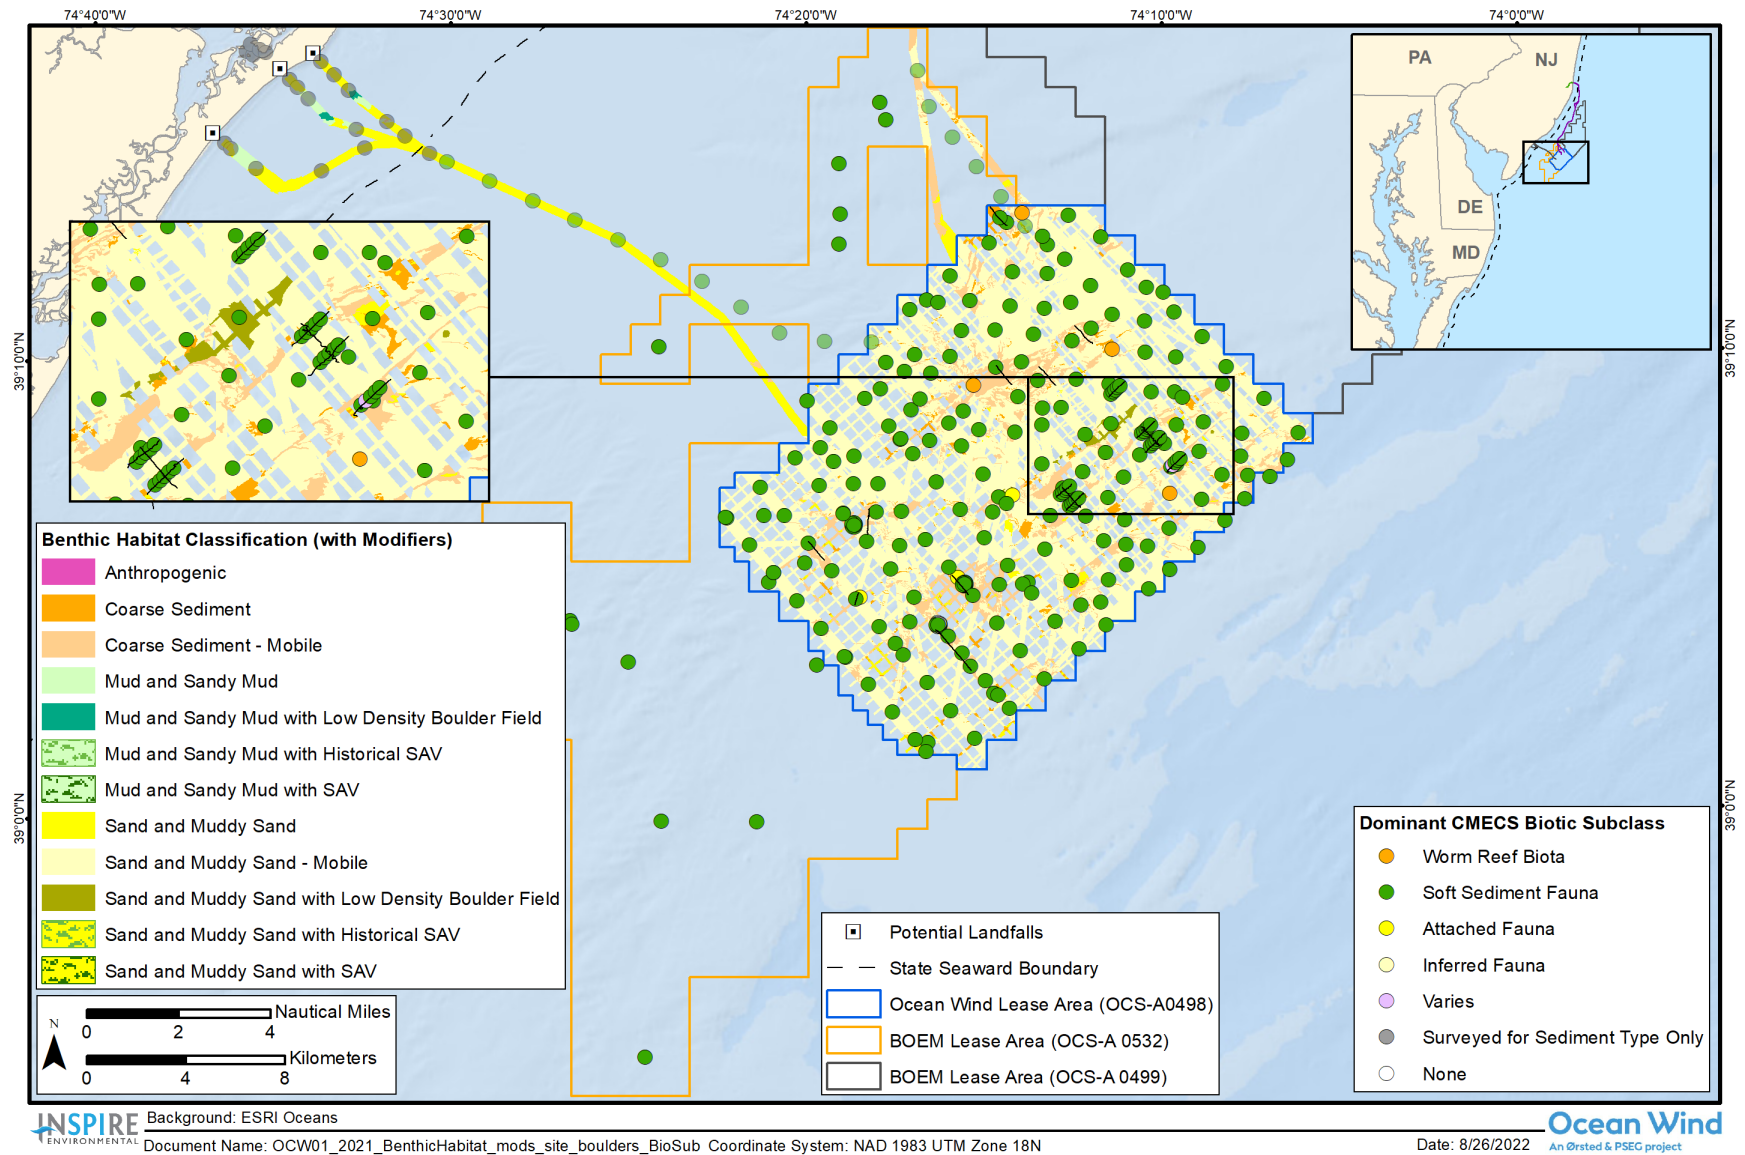 74°40'0"W
74°30'0"W
74°20'0"W
74°10'0"W
74°0'0"W
39°10'0"N
39°10'0"N
39°0'0"N
39°0'0"N
PA
NJ
DE
MD
Benthic Habitat Classification (with Modifiers)
Anthropogenic
Coarse Sediment
Coarse Sediment - Mobile
Mud and Sandy Mud
Mud and Sandy Mud with Low Density Boulder Field
Mud and Sandy Mud with Historical SAV
Mud and Sandy Mud with SAV
Sand and Muddy Sand
Sand and Muddy Sand - Mobile
Sand and Muddy Sand with Low Density Boulder Field
Sand and Muddy Sand with Historical SAV
Sand and Muddy Sand with SAV
N
Nautical Miles
0 2 4
Kilometers
0 4 8
Potential Landfalls
State Seaward Boundary
Ocean Wind Lease Area (OCS-A0498)
BOEM Lease Area (OCS-A 0532)
BOEM Lease Area (OCS-A 0499)
Dominant CMECS Biotic Subclass
Worm Reef Biota
Soft Sediment Fauna
Attached Fauna
Inferred Fauna
Varies
Surveyed for Sediment Type Only
None
INSPIRE
ENVIRONMENTAL
Background: ESRI Oceans
Document Name: OCW01_2021_BenthicHabitat_mods_site_boulders_BioSub Coordinate System: NAD 1983 UTM Zone 18N
Date: 8/26/2022
Ocean Wind
An Ørsted & PSEG project